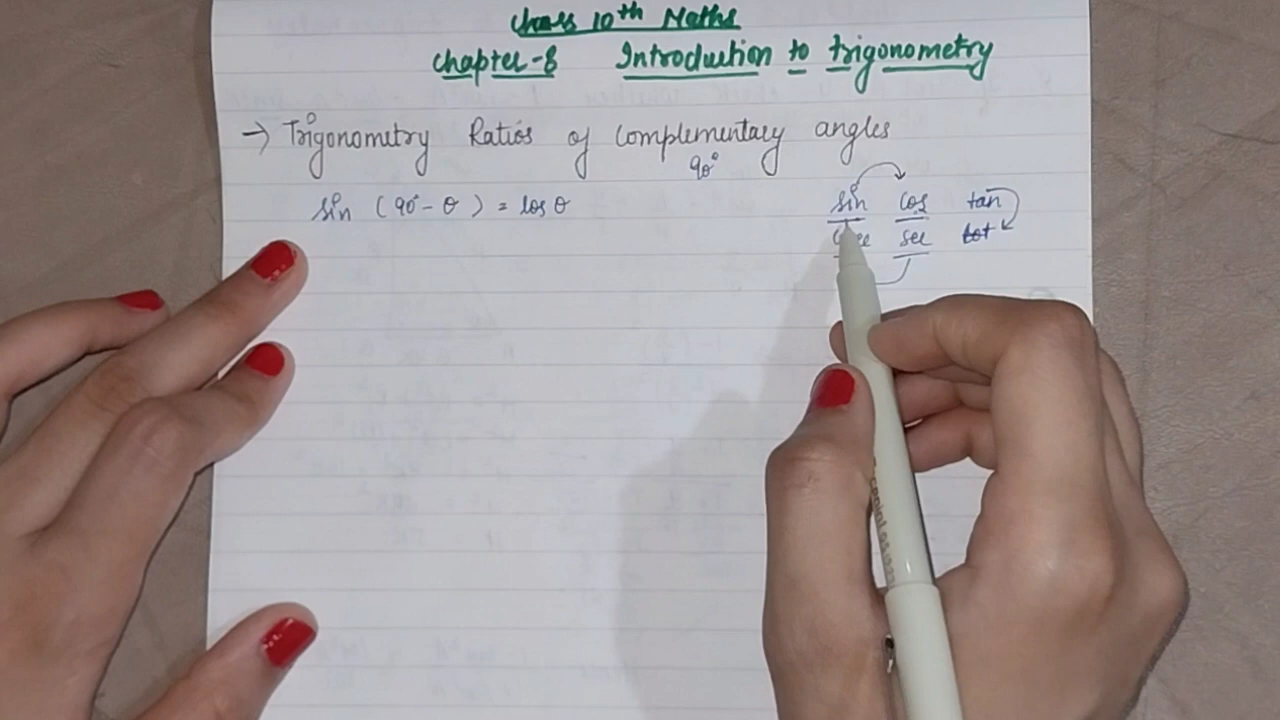 Class 10th Maths
Chapter-8 Introduction to trigonometry
→ Trigonometry Ratios of Complementary angles
90°
sin (90° - θ) = cos θ
sin cos tan
sec cot